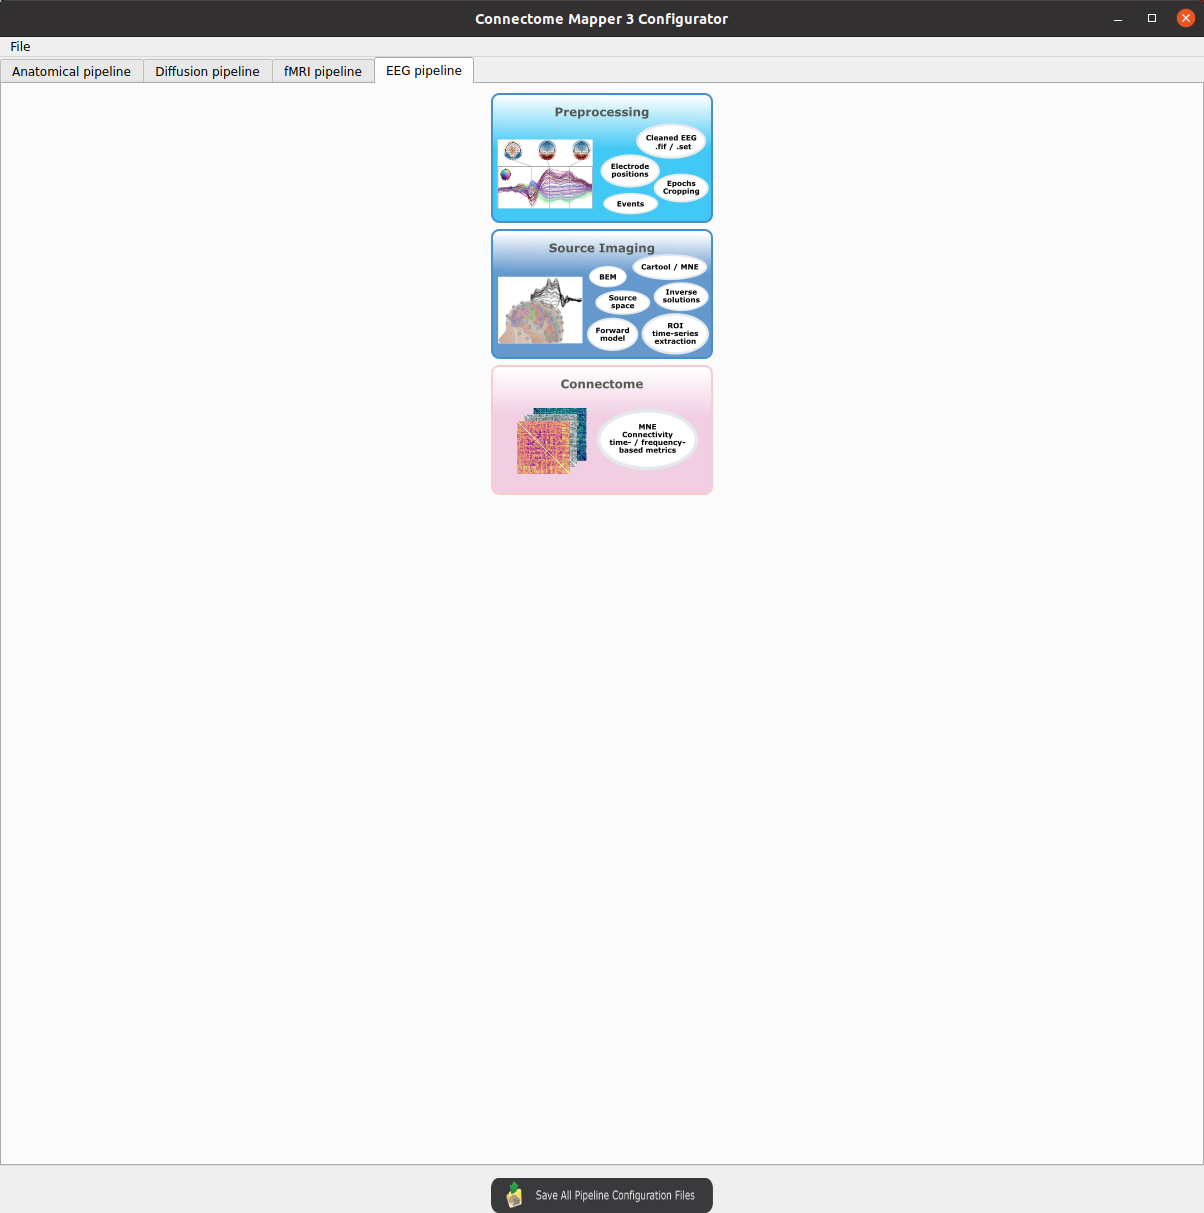 Connectome Mapper 3 Configurator
File
Anatomical pipeline
Diffusion pipeline
fMRI pipeline
EEG pipeline
Preprocessing
Cleaned EEG
.fif / .set
Electrode
positions
Epochs
Cropping
Events
Source Imaging
Cartool / MNE
BEM
Inverse
solutions
Source
space
Forward
model
ROI
time-series
extraction
Connectome
MNE
Connectivity
time- / frequency-
based metrics
Save All Pipeline Configuration Files